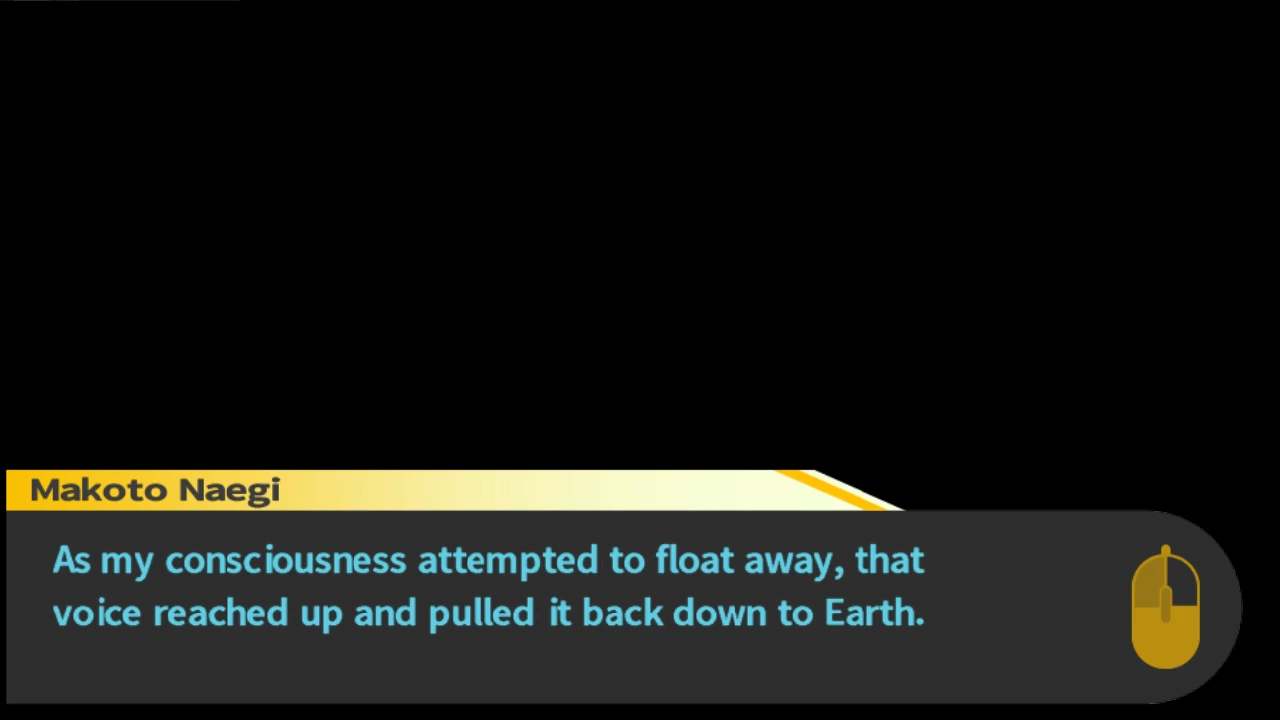 Makoto Naegi
As my consciousness attempted to float away, that
voice reached up and pulled it back down to Earth.